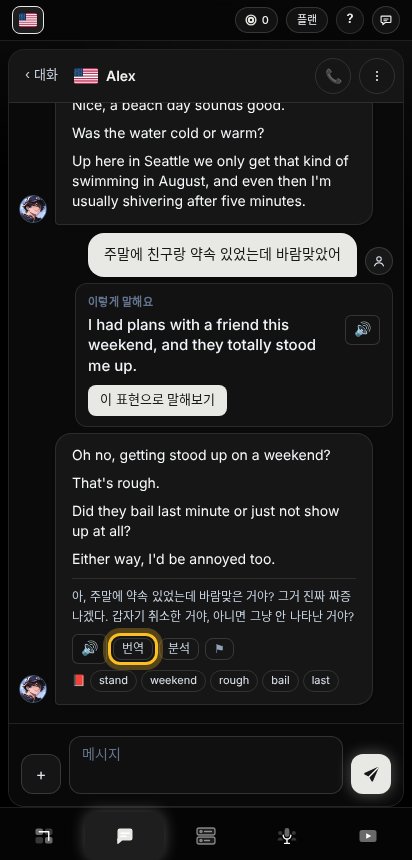 0
플랜
?
‹ 대화
Alex
Nice, a beach day sounds good.
Was the water cold or warm?
Up here in Seattle we only get that kind of
swimming in August, and even then I'm
usually shivering after five minutes.
주말에 친구랑 약속 있었는데 바람맞았어
이렇게 말해요
I had plans with a friend this
weekend, and they totally stood
me up.
이 표현으로 말해보기
Oh no, getting stood up on a weekend?
That's rough.
Did they bail last minute or just not show
up at all?
Either way, I'd be annoyed too.
아, 주말에 약속 있었는데 바람맞은 거야? 그거 진짜 짜증
나겠다. 갑자기 취소한 거야, 아니면 그냥 안 나타난 거야?
번역
분석
stand
weekend
rough
bail
last
+
메시지